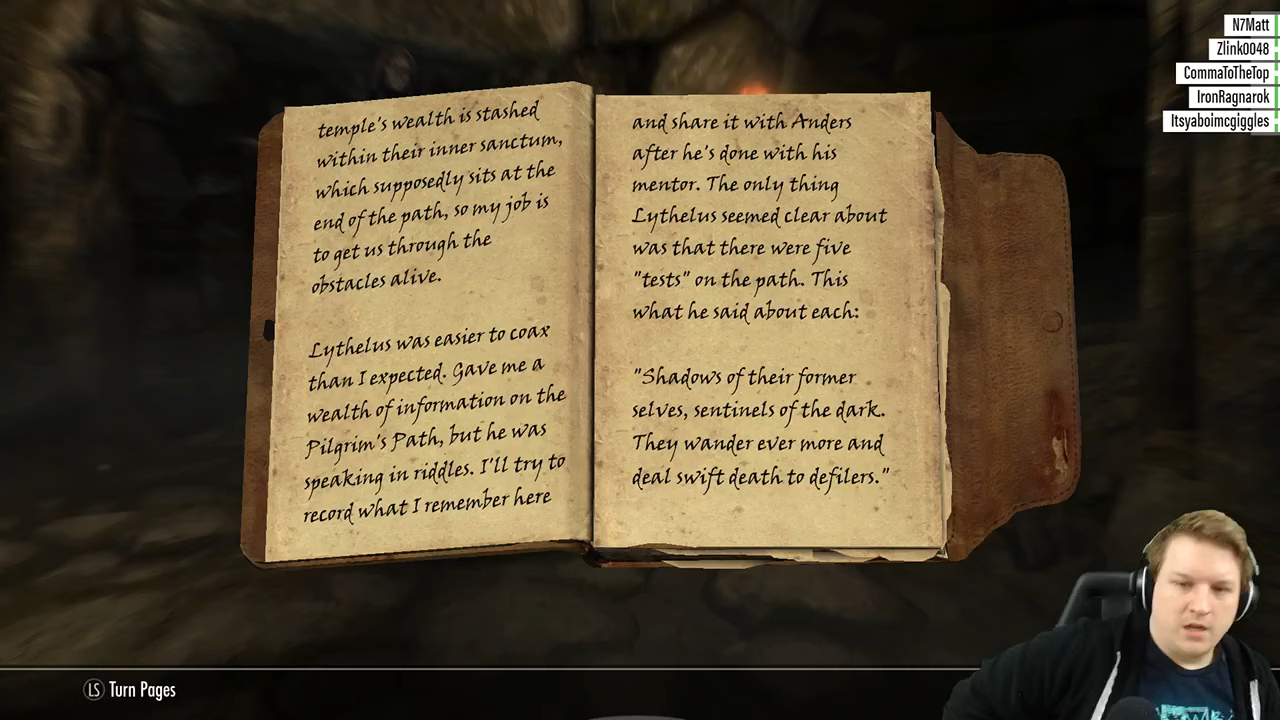 temple's wealth is stashed
within their inner sanctum,
which supposedly sits at the
end of the path, so my job is
to get us through the
obstacles alive.
Lythelus was easier to coax
than I expected. Gave me a
wealth of information on the
Pilgrim's Path, but he was
speaking in riddles. I'll try to
record what I remember here
and share it with Anders
after he's done with his
mentor. The only thing
Lythelus seemed clear about
was that there were five
"tests" on the path. This
what he said about each:
"Shadows of their former
selves, sentinels of the dark.
They wander ever more and
deal swift death to defilers."
N7Matt
Zlink0048
CommaToTheTop
IronRagnarok
Itsyaboimcgiggles
LS Turn Pages